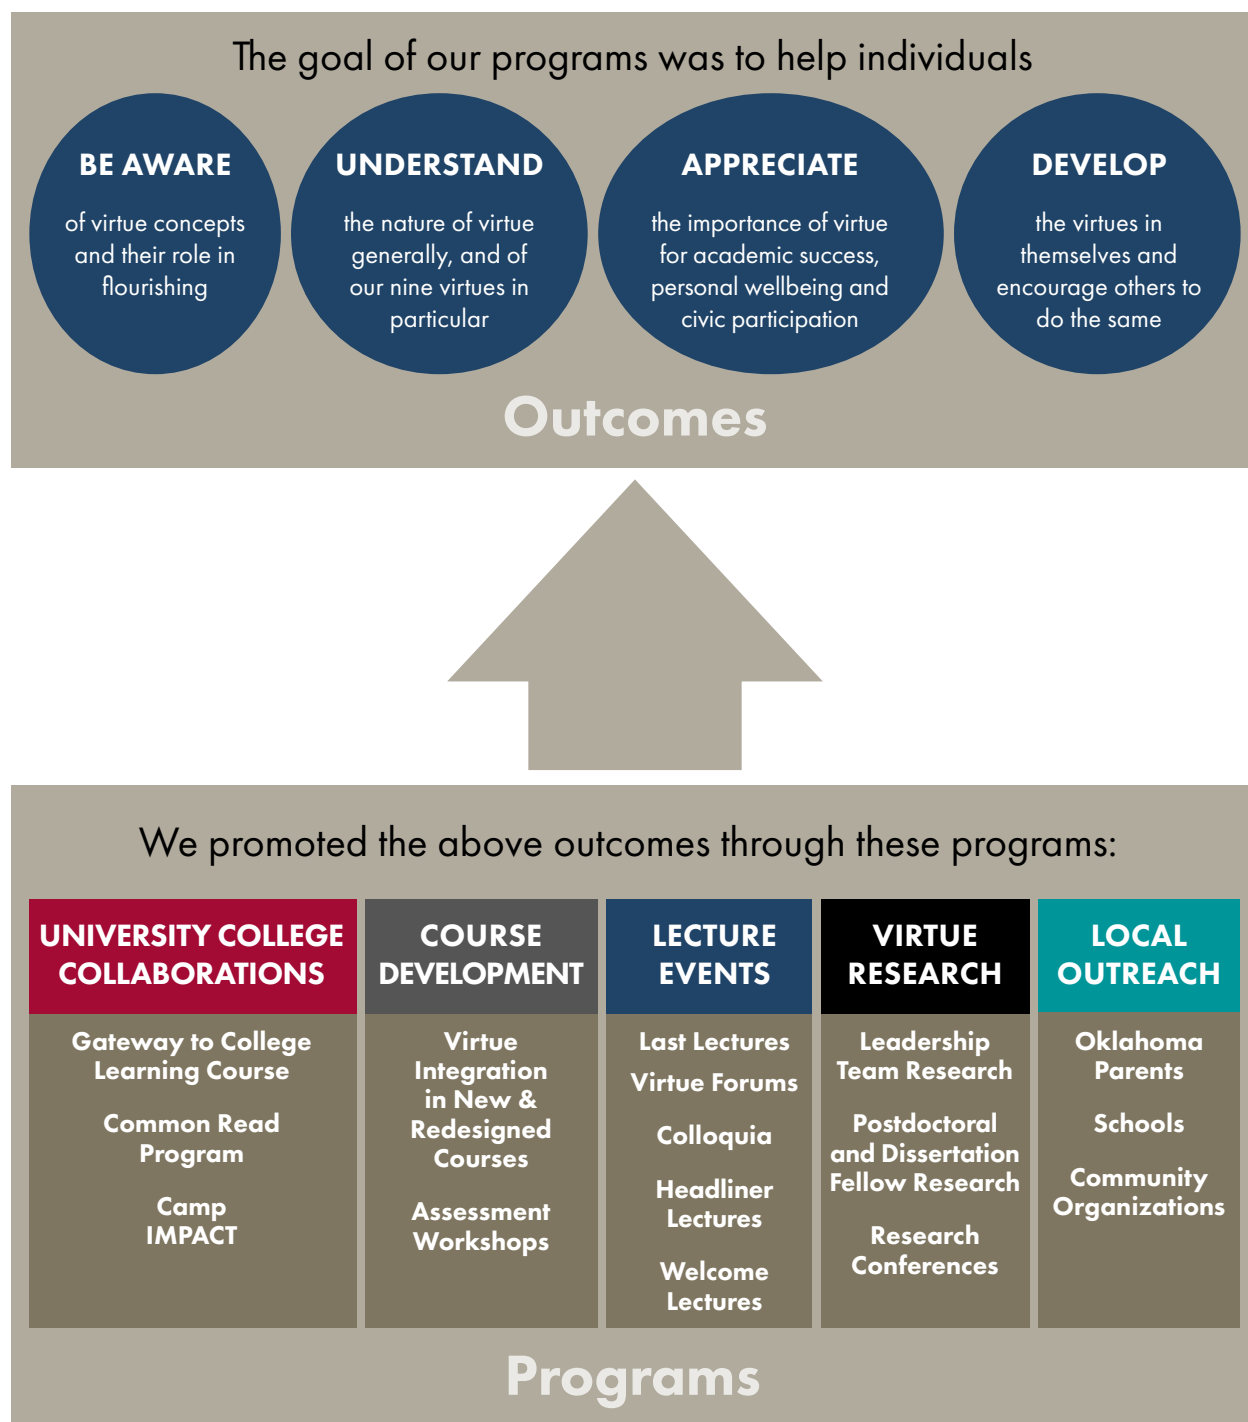 The goal of our programs was to help individuals
BE AWARE
of virtue concepts
and their role in
flourishing
UNDERSTAND
the nature of virtue
generally, and of
our nine virtues in
particular
APPRECIATE
the importance of virtue
for academic success,
personal wellbeing and
civic participation
DEVELOP
the virtues in
themselves and
encourage others to
do the same
Outcomes
We promoted the above outcomes through these programs:
UNIVERSITY COLLEGE
COLLABORATIONS
Gateway to College
Learning Course
Common Read
Program
Camp
IMPACT
COURSE
DEVELOPMENT
Virtue
Integration
in New &
Redesigned
Courses
Assessment
Workshops
LECTURE
EVENTS
Last Lectures
Virtue Forums
Colloquia
Headliner
Lectures
Welcome
Lectures
VIRTUE
RESEARCH
Leadership
Team Research
Postdoctoral
and Dissertation
Fellow Research
Research
Conferences
LOCAL
OUTREACH
Oklahoma
Parents
Schools
Community
Organizations
Programs